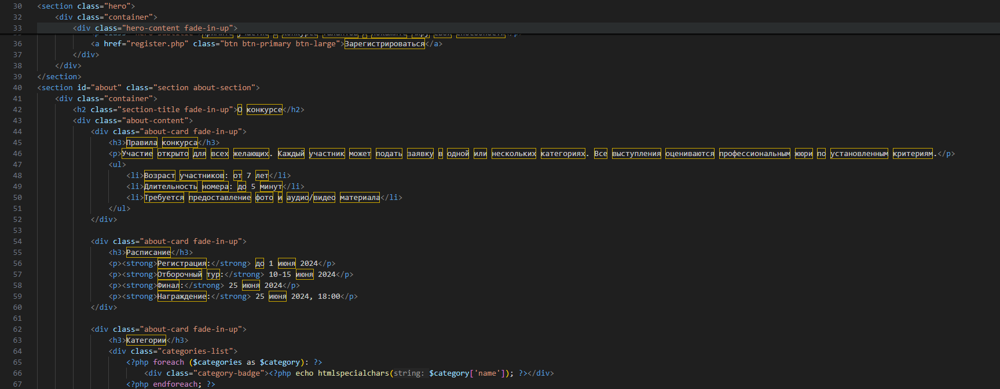 30 <section class="hero">
32 <div class="container">
33 <div class="hero-content fade-in-up">
36 <a href="register.php" class="btn btn-primary btn-large">Зарегистрироваться</a>
37 </div>
38 </div>
39 </section>
40 <section id="about" class="section about-section">
41 <div class="container">
42 <h2 class="section-title fade-in-up">О конкурсе</h2>
43 <div class="about-content">
44 <div class="about-card fade-in-up">
45 <h3>Правила конкурса</h3>
46 <p>Участие открыто для всех желающих. Каждый участник может подать заявку в одной или нескольких категориях. Все выступления оцениваются профессиональным жюри по установленным критериям.</p>
47 <ul>
48 <li>Возраст участников: от 7 лет</li>
49 <li>Длительность номера: до 5 минут</li>
50 <li>Требуется предоставление фото и аудио/видео материала</li>
51 </ul>
52 </div>
53
54 <div class="about-card fade-in-up">
55 <h3>Расписание</h3>
56 <p><strong>Регистрация:</strong> до 1 июня 2024</p>
57 <p><strong>Отборочный тур:</strong> 10-15 июня 2024</p>
58 <p><strong>Финал:</strong> 25 июня 2024</p>
59 <p><strong>Награждение:</strong> 25 июня 2024, 18:00</p>
60 </div>
61
62 <div class="about-card fade-in-up">
63 <h3>Категории</h3>
64 <div class="categories-list">
65 <?php foreach ($categories as $category): ?>
66 <div class="category-badge"><?php echo htmlspecialchars(string: $category['name']); ?></div>
67 <?php endforeach; ?>